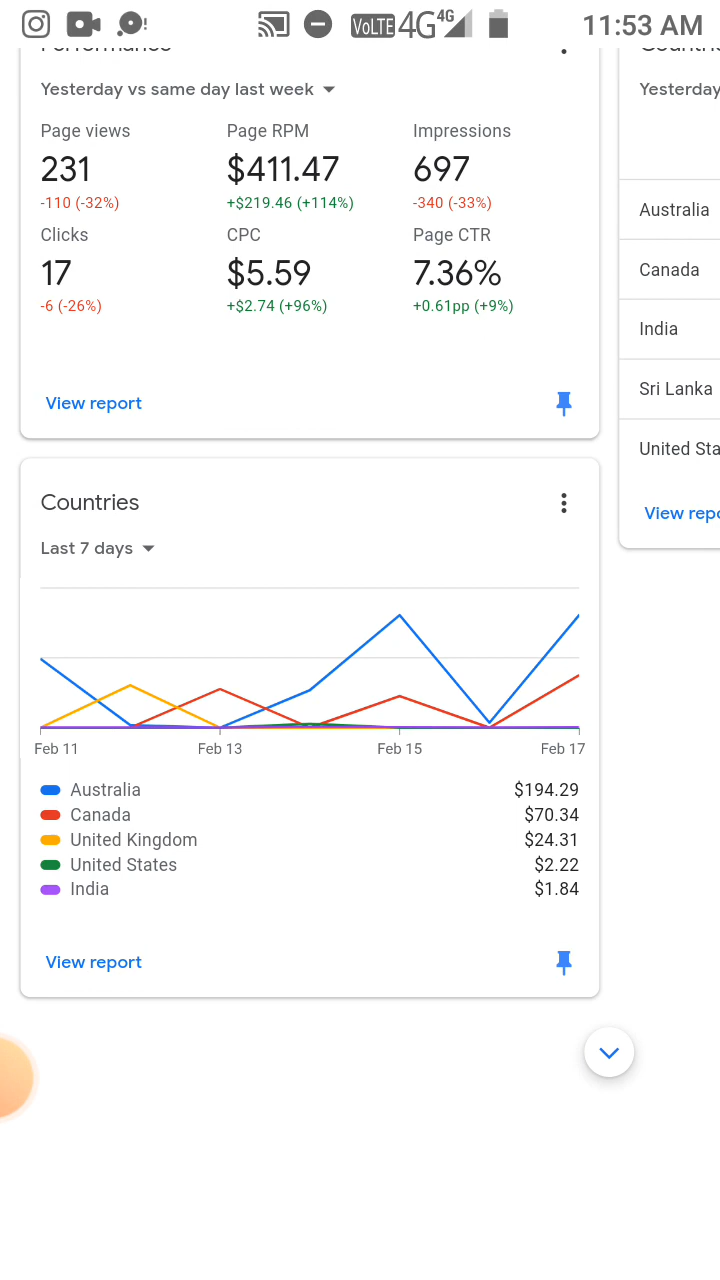 VoLTE 4G 4G 11:53 AM
Yesterday vs same day last week
Page views Page RPM Impressions
231 $411.47 697
-110 (-32%) +$219.46 (+114%) -340 (-33%)
Clicks CPC Page CTR
17 $5.59 7.36%
-6 (-26%) +$2.74 (+96%) +0.61pp (+9%)
View report
Countries
Last 7 days
Feb 11 Feb 13 Feb 15 Feb 17
Australia $194.29
Canada $70.34
United Kingdom $24.31
United States $2.22
India $1.84
View report
Yesterday
Australia
Canada
India
Sri Lanka
United Sta
View repo